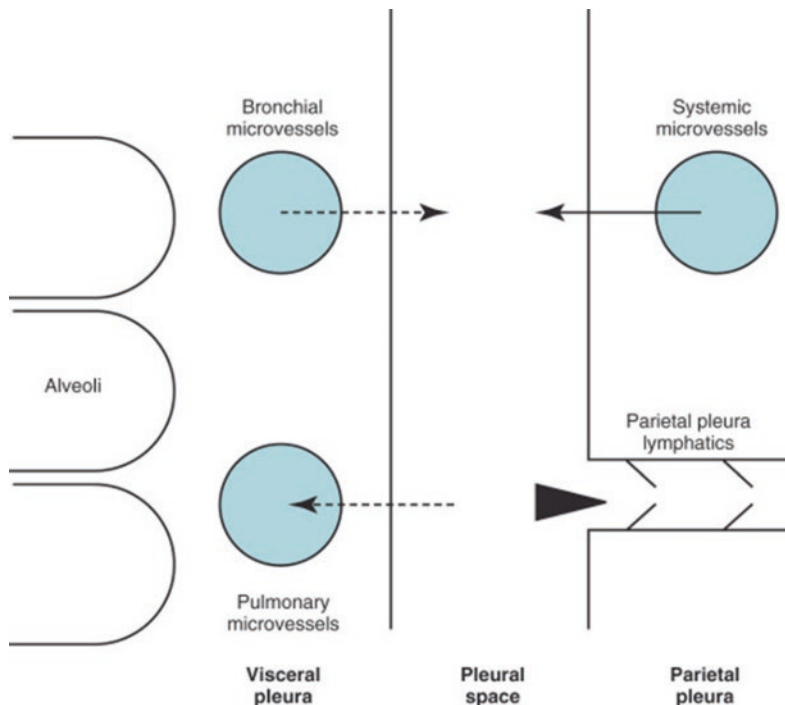 Bronchial
microvessels
Systemic
microvessels
Alveoli
Parietal pleura
lymphatics
Pulmonary
microvessels
Visceral
pleura
Pleural
space
Parietal
pleura